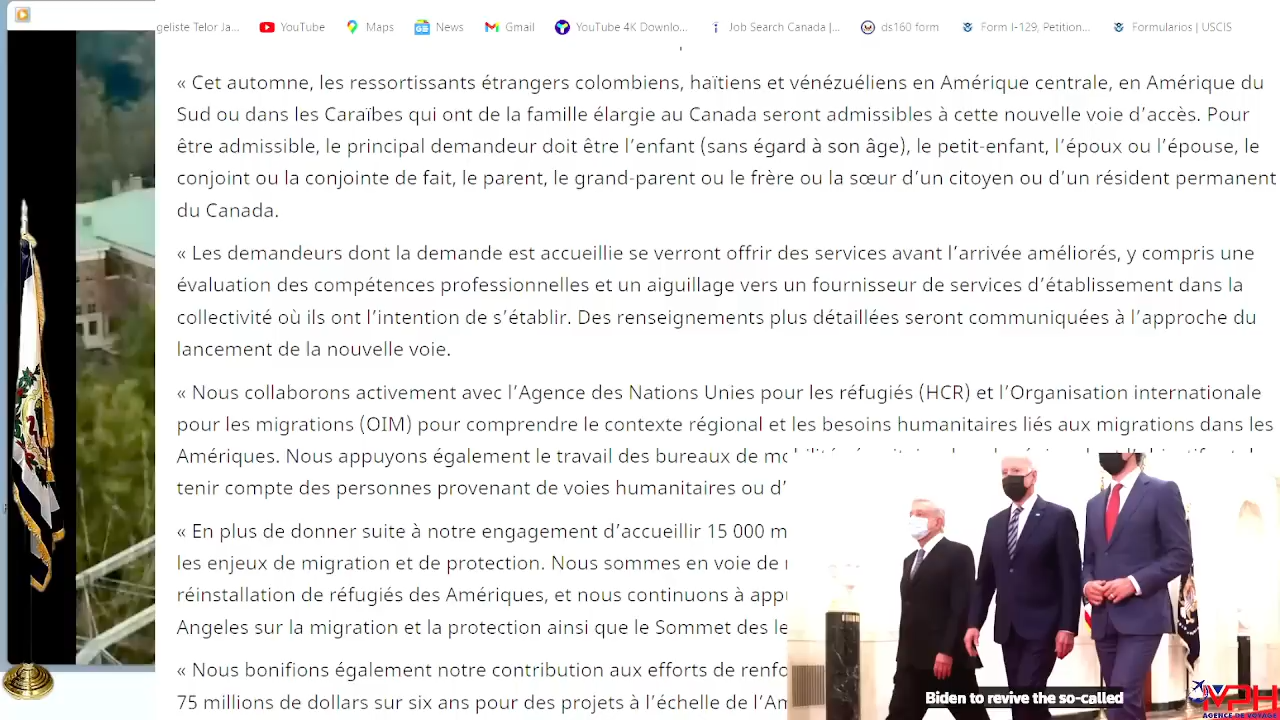 geliste Telor Ja...
YouTube
Maps
News
Gmail
YouTube 4K Downlo...
Job Search Canada |...
ds160 form
Form I-129, Petition...
Formularios | USCIS
« Cet automne, les ressortissants étrangers colombiens, haïtiens et vénézuéliens en Amérique centrale, en Amérique du
Sud ou dans les Caraïbes qui ont de la famille élargie au Canada seront admissibles à cette nouvelle voie d’accès. Pour
être admissible, le principal demandeur doit être l’enfant (sans égard à son âge), le petit-enfant, l’époux ou l’épouse, le
conjoint ou la conjointe de fait, le parent, le grand-parent ou le frère ou la sœur d’un citoyen ou d’un résident permanent
du Canada.
« Les demandeurs dont la demande est accueillie se verront offrir des services avant l’arrivée améliorés, y compris une
évaluation des compétences professionnelles et un aiguillage vers un fournisseur de services d’établissement dans la
collectivité où ils ont l’intention de s’établir. Des renseignements plus détaillées seront communiquées à l’approche du
lancement de la nouvelle voie.
« Nous collaborons activement avec l’Agence des Nations Unies pour les réfugiés (HCR) et l’Organisation internationale
pour les migrations (OIM) pour comprendre le contexte régional et les besoins humanitaires liés aux migrations dans les
Amériques. Nous appuyons également le travail des bureaux de
tenir compte des personnes provenant de voies humanitaires ou d’
« En plus de donner suite à notre engagement d’accueillir 15 000 m
les enjeux de migration et de protection. Nous sommes en voie de
réinstallation de réfugiés des Amériques, et nous continuons à app
Angeles sur la migration et la protection ainsi que le Sommet des le
« Nous bonifions également notre contribution aux efforts de renfo
75 millions de dollars sur six ans pour des projets à l’échelle de l’Am
Biden to revive the so-called
VPH
AGENCE DE VOYAGE